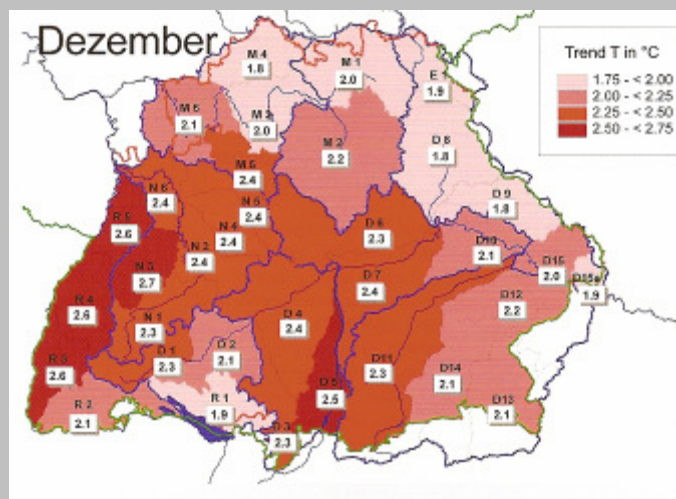 Dezember
Trend T in °C
1.75 - < 2.00
2.00 - < 2.25
2.25 - < 2.50
2.50 - < 2.75
M 4
1.8
M 1
2.0
E 1
1.9
M 6
2.1
M 3
2.0
M 2
2.2
D 8
1.8
M 5
2.4
N 6
2.4
N 5
2.4
D 9
1.8
R 5
2.6
N 4
2.4
D 6
2.3
N 2
2.4
D10
2.1
N 3
2.7
D 7
2.4
D15
2.0
D15a
1.9
R 4
2.6
D12
2.2
N 1
2.3
D 4
2.4
D 2
2.1
D 1
2.3
R 3
2.6
D11
2.3
D14
2.1
R 2
2.1
R 1
1.9
D 5
2.5
D13
2.1
D 3
2.3